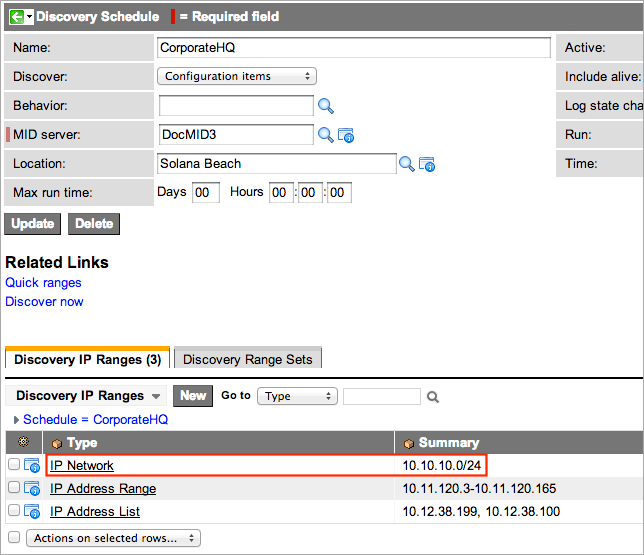 Discovery Schedule = Required field
Name: CorporateHQ Active:
Discover: Configuration items Include alive:
Behavior: Log state cha
MID server: DocMID3 Run:
Location: Solana Beach Time:
Max run time: Days 00 Hours 00 : 00 : 00
Update Delete
Related Links
Quick ranges
Discover now
Discovery IP Ranges (3) Discovery Range Sets
Discovery IP Ranges New Go to Type
Schedule = CorporateHQ
Type Summary
IP Network 10.10.10.0/24
IP Address Range 10.11.120.3-10.11.120.165
IP Address List 10.12.38.199, 10.12.38.100
Actions on selected rows...